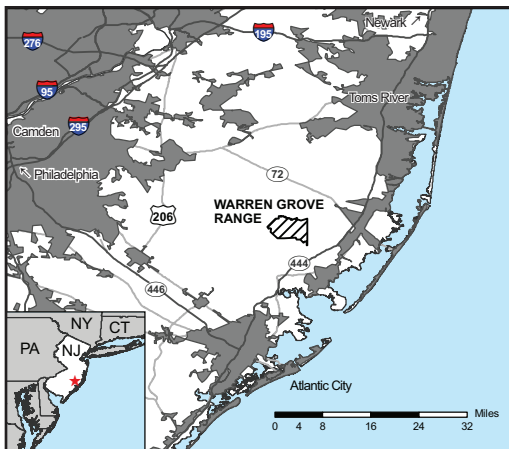 Newark
276
195
95
Toms River
Camden
295
Philadelphia
72
206
WARREN GROVE
RANGE
444
446
NY
CT
PA
NJ
Atlantic City
Miles
0 4 8 16 24 32